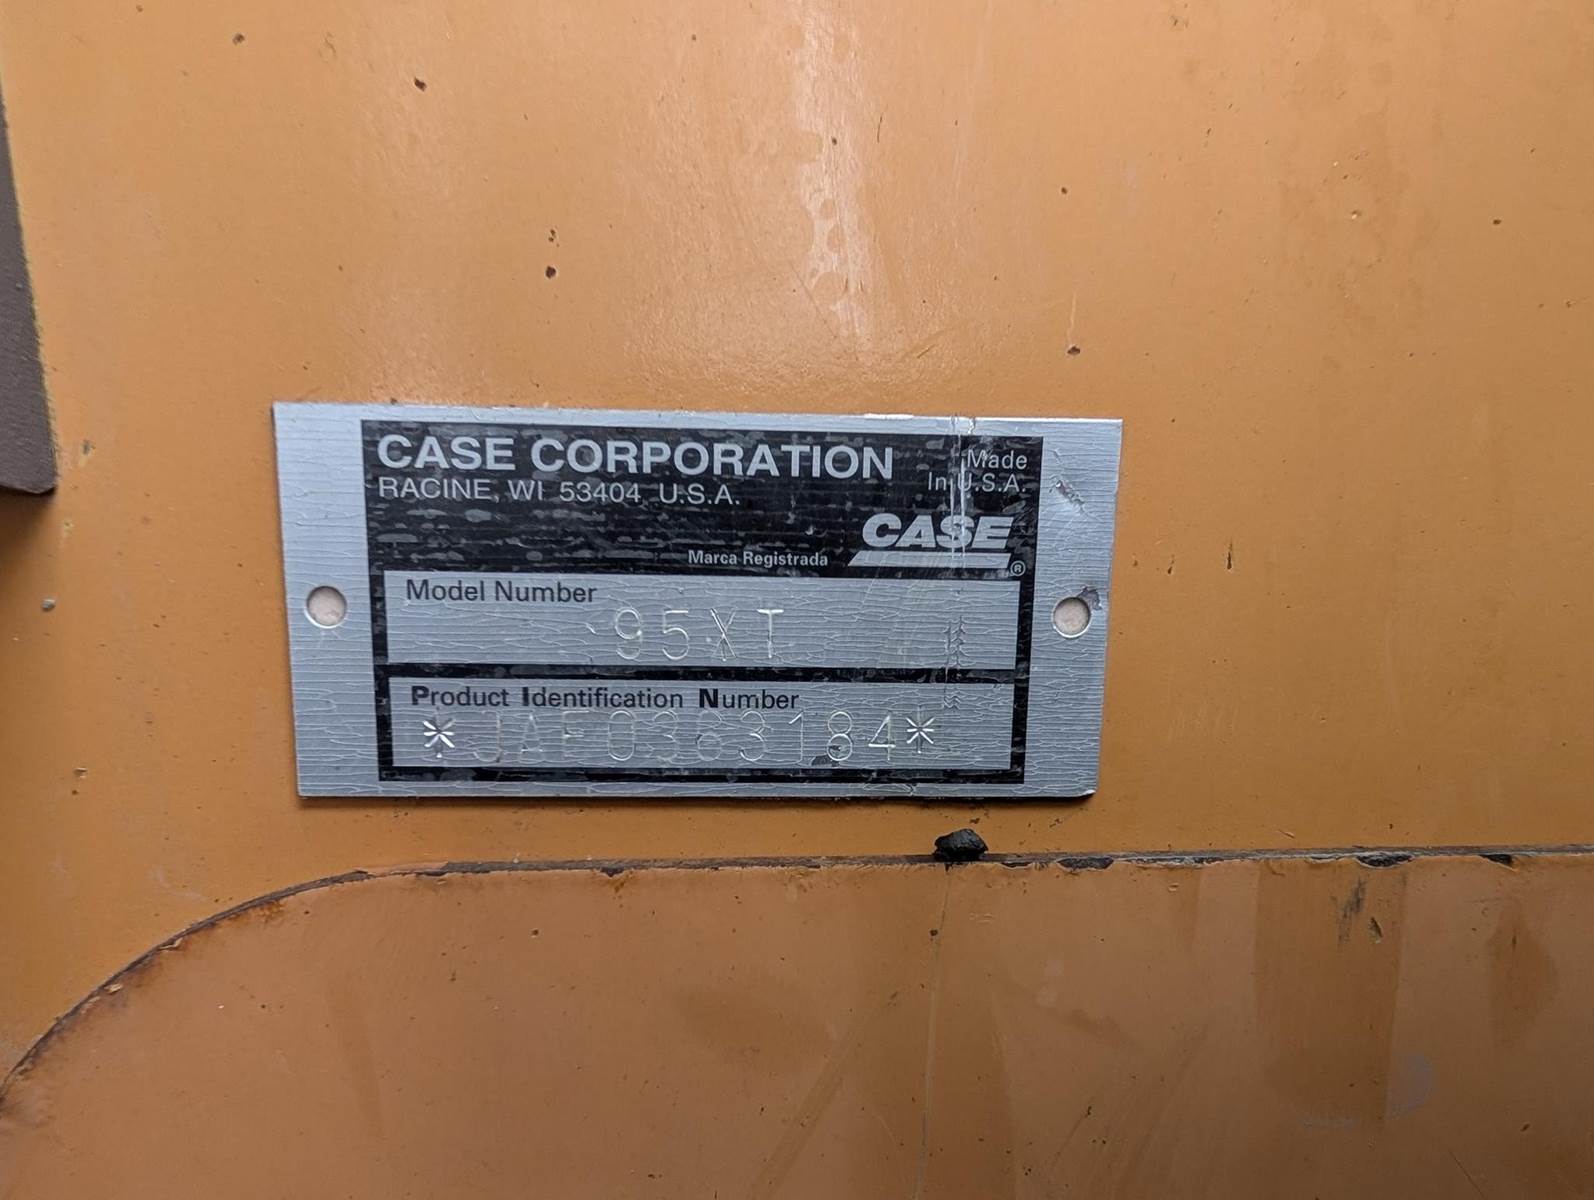 CASE CORPORATION
RACINE, WI 53404 U.S.A.
Made
In U.S.A.
CASE®
Marca Registrada
Model Number
95XT
Product Identification Number
*JAF0363184*